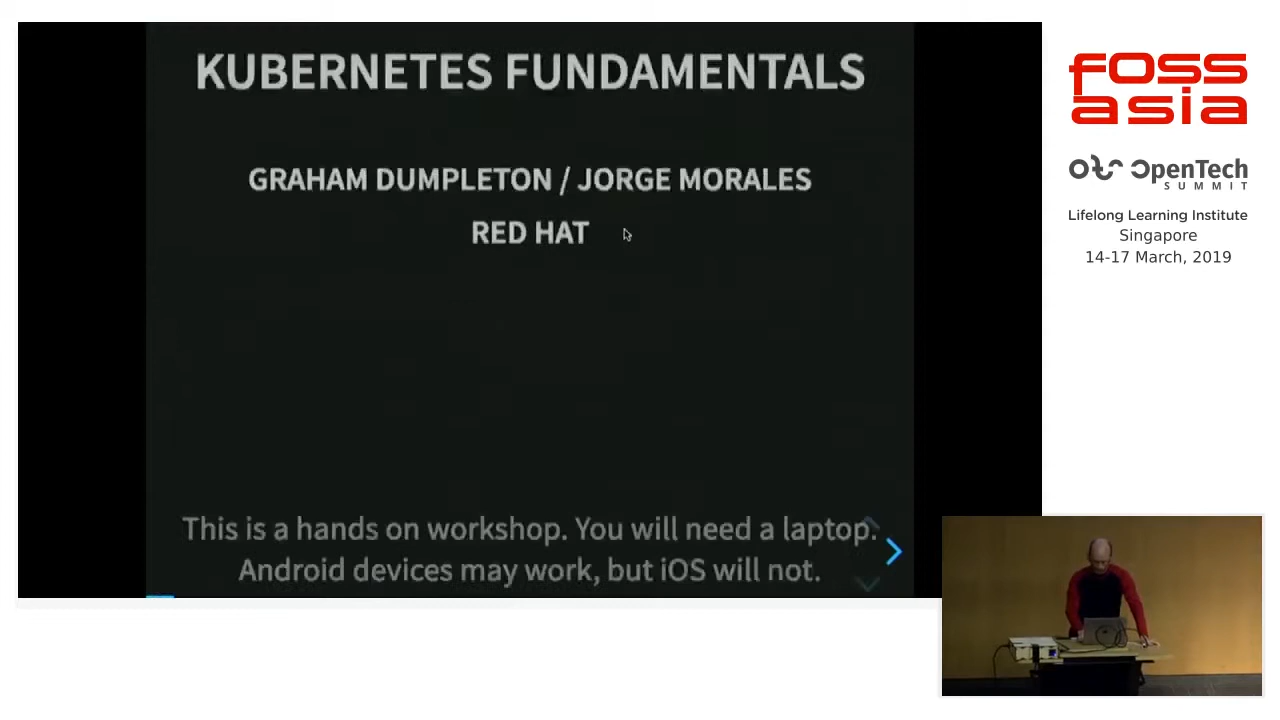 KUBERNETES FUNDAMENTALS
GRAHAM DUMPLETON / JORGE MORALES
RED HAT
This is a hands on workshop. You will need a laptop.
Android devices may work, but iOS will not.
FOSS
asia
OpenTech
SUMMIT
Lifelong Learning Institute
Singapore
14-17 March, 2019